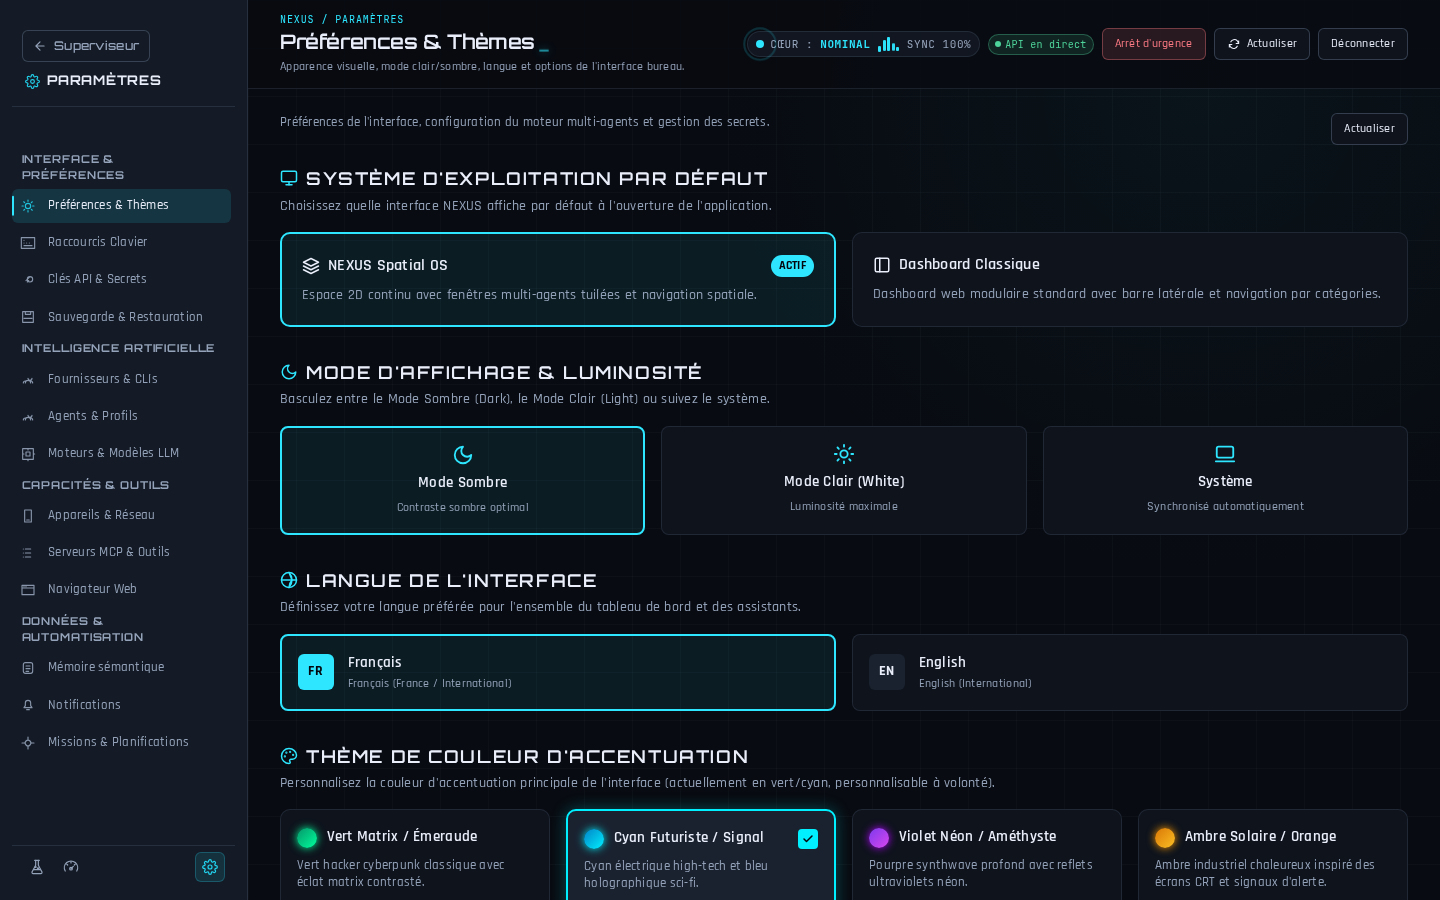 Superviseur
PARAMÈTRES
INTERFACE &
PRÉFÉRENCES
Préférences & Thèmes
Raccourcis Clavier
Clés API & Secrets
Sauvegarde & Restauration
INTELLIGENCE ARTIFICIELLE
Fournisseurs & CLIs
Agents & Profils
Moteurs & Modèles LLM
CAPACITÉS & OUTILS
Appareils & Réseau
Serveurs MCP & Outils
Navigateur Web
DONNÉES &
AUTOMATISATION
Mémoire sémantique
Notifications
Missions & Planifications
NEXUS / PARAMÈTRES
Préférences & Thèmes _
Apparence visuelle, mode clair/sombre, langue et options de l'interface bureau.
CŒUR : NOMINAL SYNC 100%
API en direct
Arrêt d'urgence
Actualiser
Déconnecter
Préférences de l'interface, configuration du moteur multi-agents et gestion des secrets.
Actualiser
SYSTÈME D'EXPLOITATION PAR DÉFAUT
Choisissez quelle interface NEXUS affiche par défaut à l'ouverture de l'application.
NEXUS Spatial OS
ACTIF
Espace 2D continu avec fenêtres multi-agents tuilées et navigation spatiale.
Dashboard Classique
Dashboard web modulaire standard avec barre latérale et navigation par catégories.
MODE D'AFFICHAGE & LUMINOSITÉ
Basculez entre le Mode Sombre (Dark), le Mode Clair (Light) ou suivez le système.
Mode Sombre
Contraste sombre optimal
Mode Clair (White)
Luminosité maximale
Système
Synchronisé automatiquement
LANGUE DE L'INTERFACE
Définissez votre langue préférée pour l'ensemble du tableau de bord et des assistants.
FR
Français
Français (France / International)
EN
English
English (International)
THÈME DE COULEUR D'ACCENTUATION
Personnalisez la couleur d'accentuation principale de l'interface (actuellement en vert/cyan, personnalisable à volonté).
Vert Matrix / Émeraude
Vert hacker cyberpunk classique avec
éclat matrix contrasté.
Cyan Futuriste / Signal
Cyan électrique high-tech et bleu
holographique sci-fi.
Violet Néon / Améthyste
Pourpre synthwave profond avec reflets
ultraviolets néon.
Ambre Solaire / Orange
Ambre industriel chaleureux inspiré des
écrans CRT et signaux d'alerte.